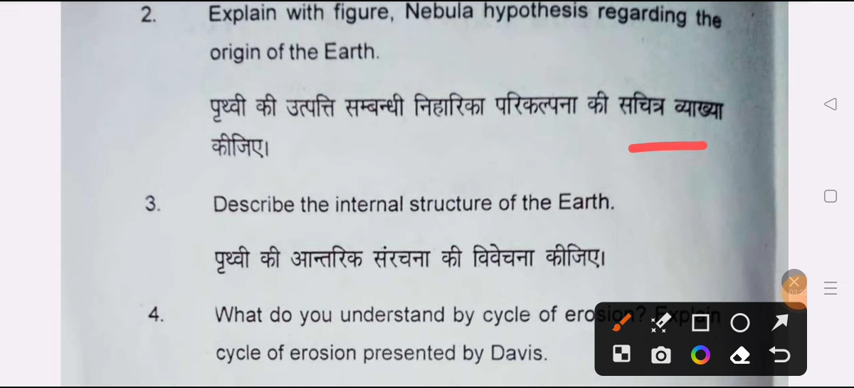 2. Explain with figure, Nebula hypothesis regarding the
origin of the Earth.
पृथ्वी की उत्पत्ति सम्बन्धी निहारिका परिकल्पना की सचित्र व्याख्या
कीजिए।
3. Describe the internal structure of the Earth.
पृथ्वी की आन्तरिक संरचना की विवेचना कीजिए।
4. What do you understand by cycle of erosion? Explain
cycle of erosion presented by Davis.